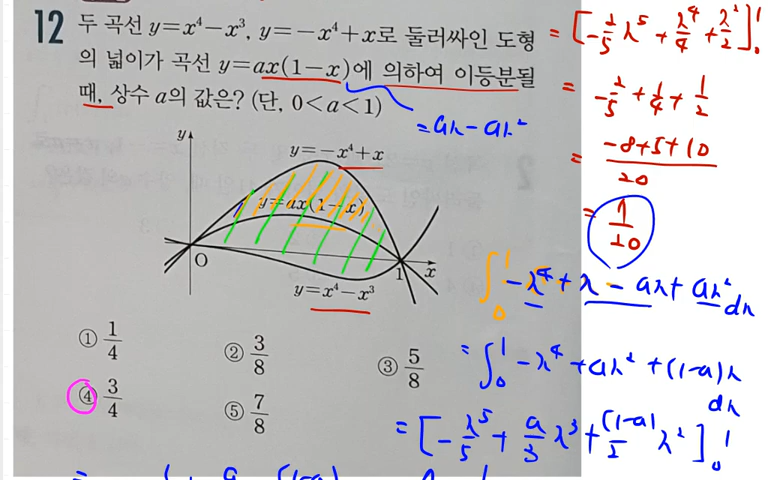 12 두 곡선 y=x⁴-x³, y=-x⁴+x로 둘러싸인 도형
의 넓이가 곡선 y=ax(1-x)에 의하여 이등분될
때, 상수 a의 값은? (단, 0<a<1)
=ax-ax²
y
y=-x⁴+x
y=ax(1-x)
O
1
x
y=x⁴-x³
① 1/4
② 3/8
③ 5/8
④ 3/4
⑤ 7/8
=[-2/5 x⁵+x⁴/4+x²/2]₀¹
= -2/5+1/4+1/2
= (-8+5+10)/20
= 7/20
∫₀¹ -x⁴+x-ax+ax² dx
=∫₀¹ -x⁴+ax²+(1-a)x dx
=[-x⁵/5+a/3 x³+(1-a)/2 x²]₀¹